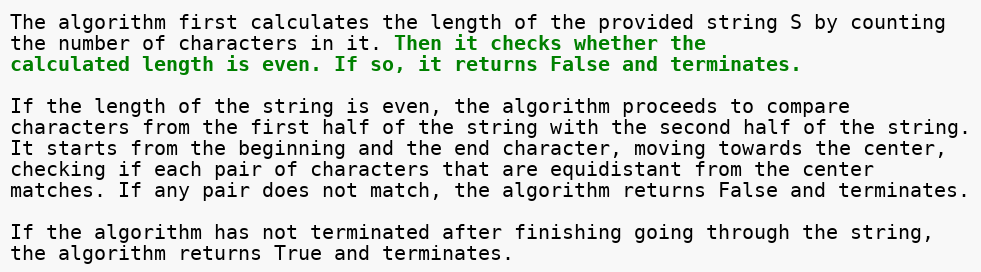 The algorithm first calculates the length of the provided string S by counting
the number of characters in it. Then it checks whether the
calculated length is even. If so, it returns False and terminates.
If the length of the string is even, the algorithm proceeds to compare
characters from the first half of the string with the second half of the string.
It starts from the beginning and the end character, moving towards the center,
checking if each pair of characters that are equidistant from the center
matches. If any pair does not match, the algorithm returns False and terminates.
If the algorithm has not terminated after finishing going through the string,
the algorithm returns True and terminates.